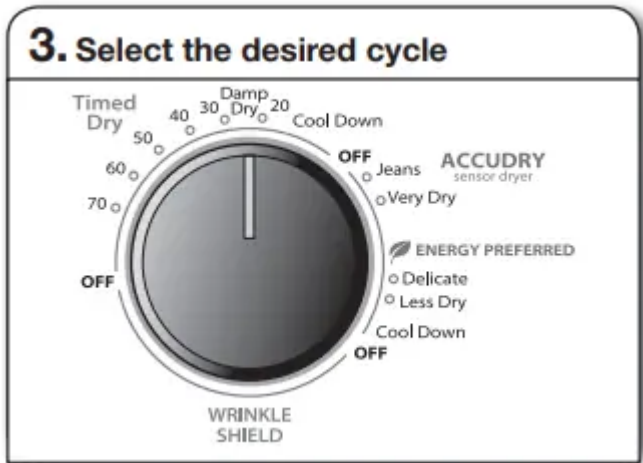 3. Select the desired cycle
Timed
Dry
70
60
50
40
30
Damp
Dry
20
Cool Down
OFF
ACCUDRY
sensor dryer
Jeans
Very Dry
ENERGY PREFERRED
Delicate
Less Dry
Cool Down
OFF
WRINKLE
SHIELD
OFF